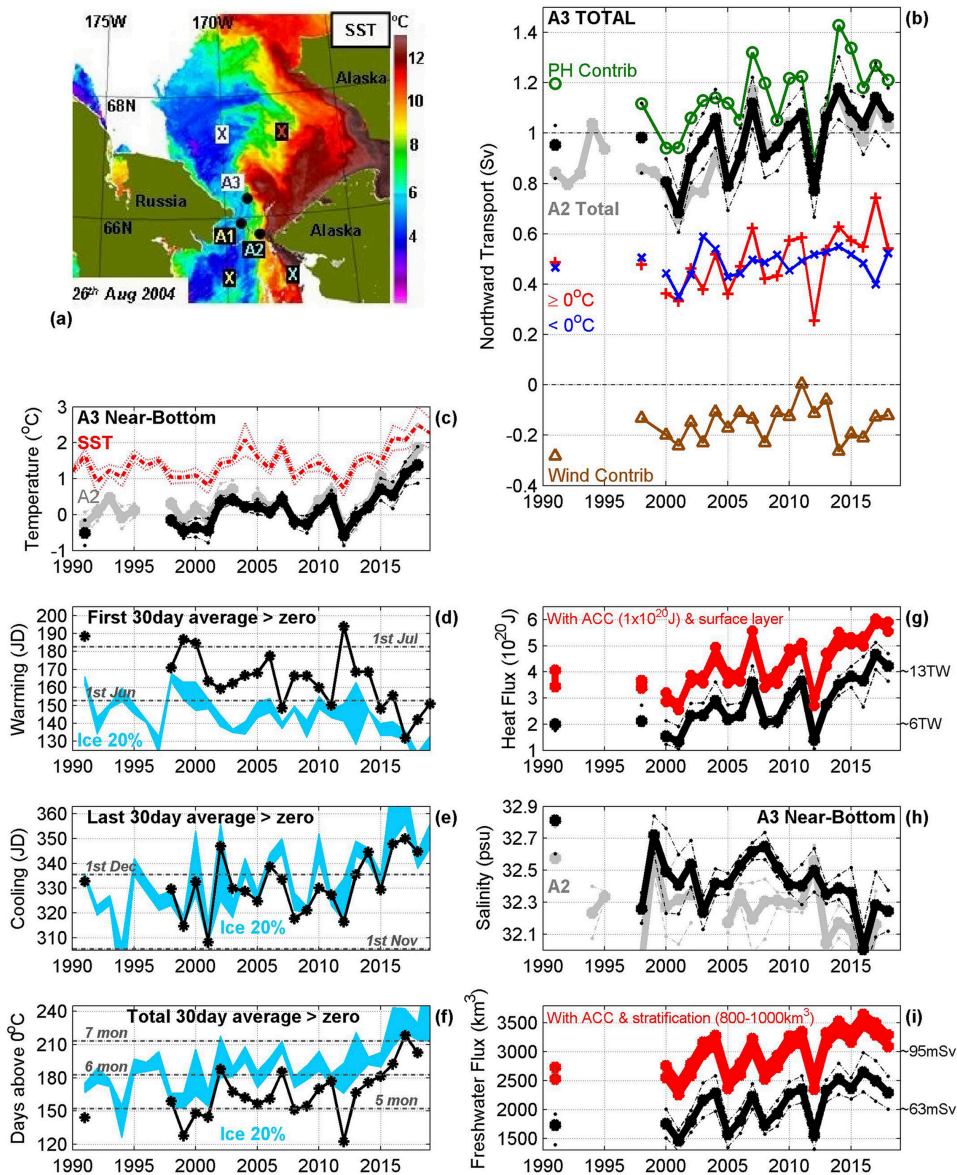 175W
170W
°C
SST
Alaska
12
10
8
6
4
68N
66N
X
X
A3
Russia
A1
A2
Alaska
X
X
26th Aug 2004
(a)
A3 TOTAL
(b)
PH Contrib
A2 Total
≥ 0°C
< 0°C
Wind Contrib
Northward Transport (Sv)
1.4
1.2
1
0.8
0.6
0.4
0.2
0
-0.2
-0.4
1990 1995 2000 2005 2010 2015
A3 Near-Bottom
(c)
SST
A2
Temperature (°C)
3
2
1
0
-1
1990 1995 2000 2005 2010 2015
First 30day average > zero
(d)
1st Jul
1st Jun
Ice 20%
Warming (JD)
200
190
180
170
160
150
140
130
1990 1995 2000 2005 2010 2015
Last 30day average > zero
(e)
1st Dec
Ice 20%
1st Nov
Cooling (JD)
360
350
340
330
320
310
1990 1995 2000 2005 2010 2015
Total 30day average > zero
(f)
7 mon
6 mon
5 mon
Ice 20%
Days above 0°C
240
210
180
150
120
1990 1995 2000 2005 2010 2015
With ACC (1x10²⁰J) & surface layer
(g)
~13TW
~6TW
Heat Flux (10²⁰J)
6
5
4
3
2
1
1990 1995 2000 2005 2010 2015
A3 Near-Bottom
(h)
A2
Salinity (psu)
32.9
32.7
32.5
32.3
32.1
1990 1995 2000 2005 2010 2015
With ACC & stratification (800-1000km³)
(i)
~95mSv
~63mSv
Freshwater Flux (km³)
3500
3000
2500
2000
1500
1990 1995 2000 2005 2010 2015